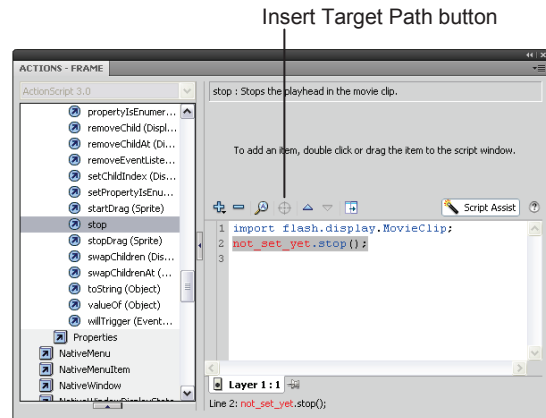 Insert Target Path button
ACTIONS - FRAME
ActionScript 3.0
stop : Stops the playhead in the movie clip.
propertyIsEnumer...
removeChild (Displ...
removeChildAt (Di...
removeEventListe...
setChildIndex (Dis...
setPropertyIsEnu...
startDrag (Sprite)
stop
stopDrag (Sprite)
swapChildren (Dis...
swapChildrenAt (...
toString (Object)
valueOf (Object)
willTrigger (Event...
Properties
NativeMenu
NativeMenuItem
NativeWindow
NativeWindowDisplayState
To add an item, double click or drag the item to the script window.
Script Assist
1 import flash.display.MovieClip;
2 not_set_yet.stop();
3
Layer 1 : 1
Line 2: not_set_yet.stop();